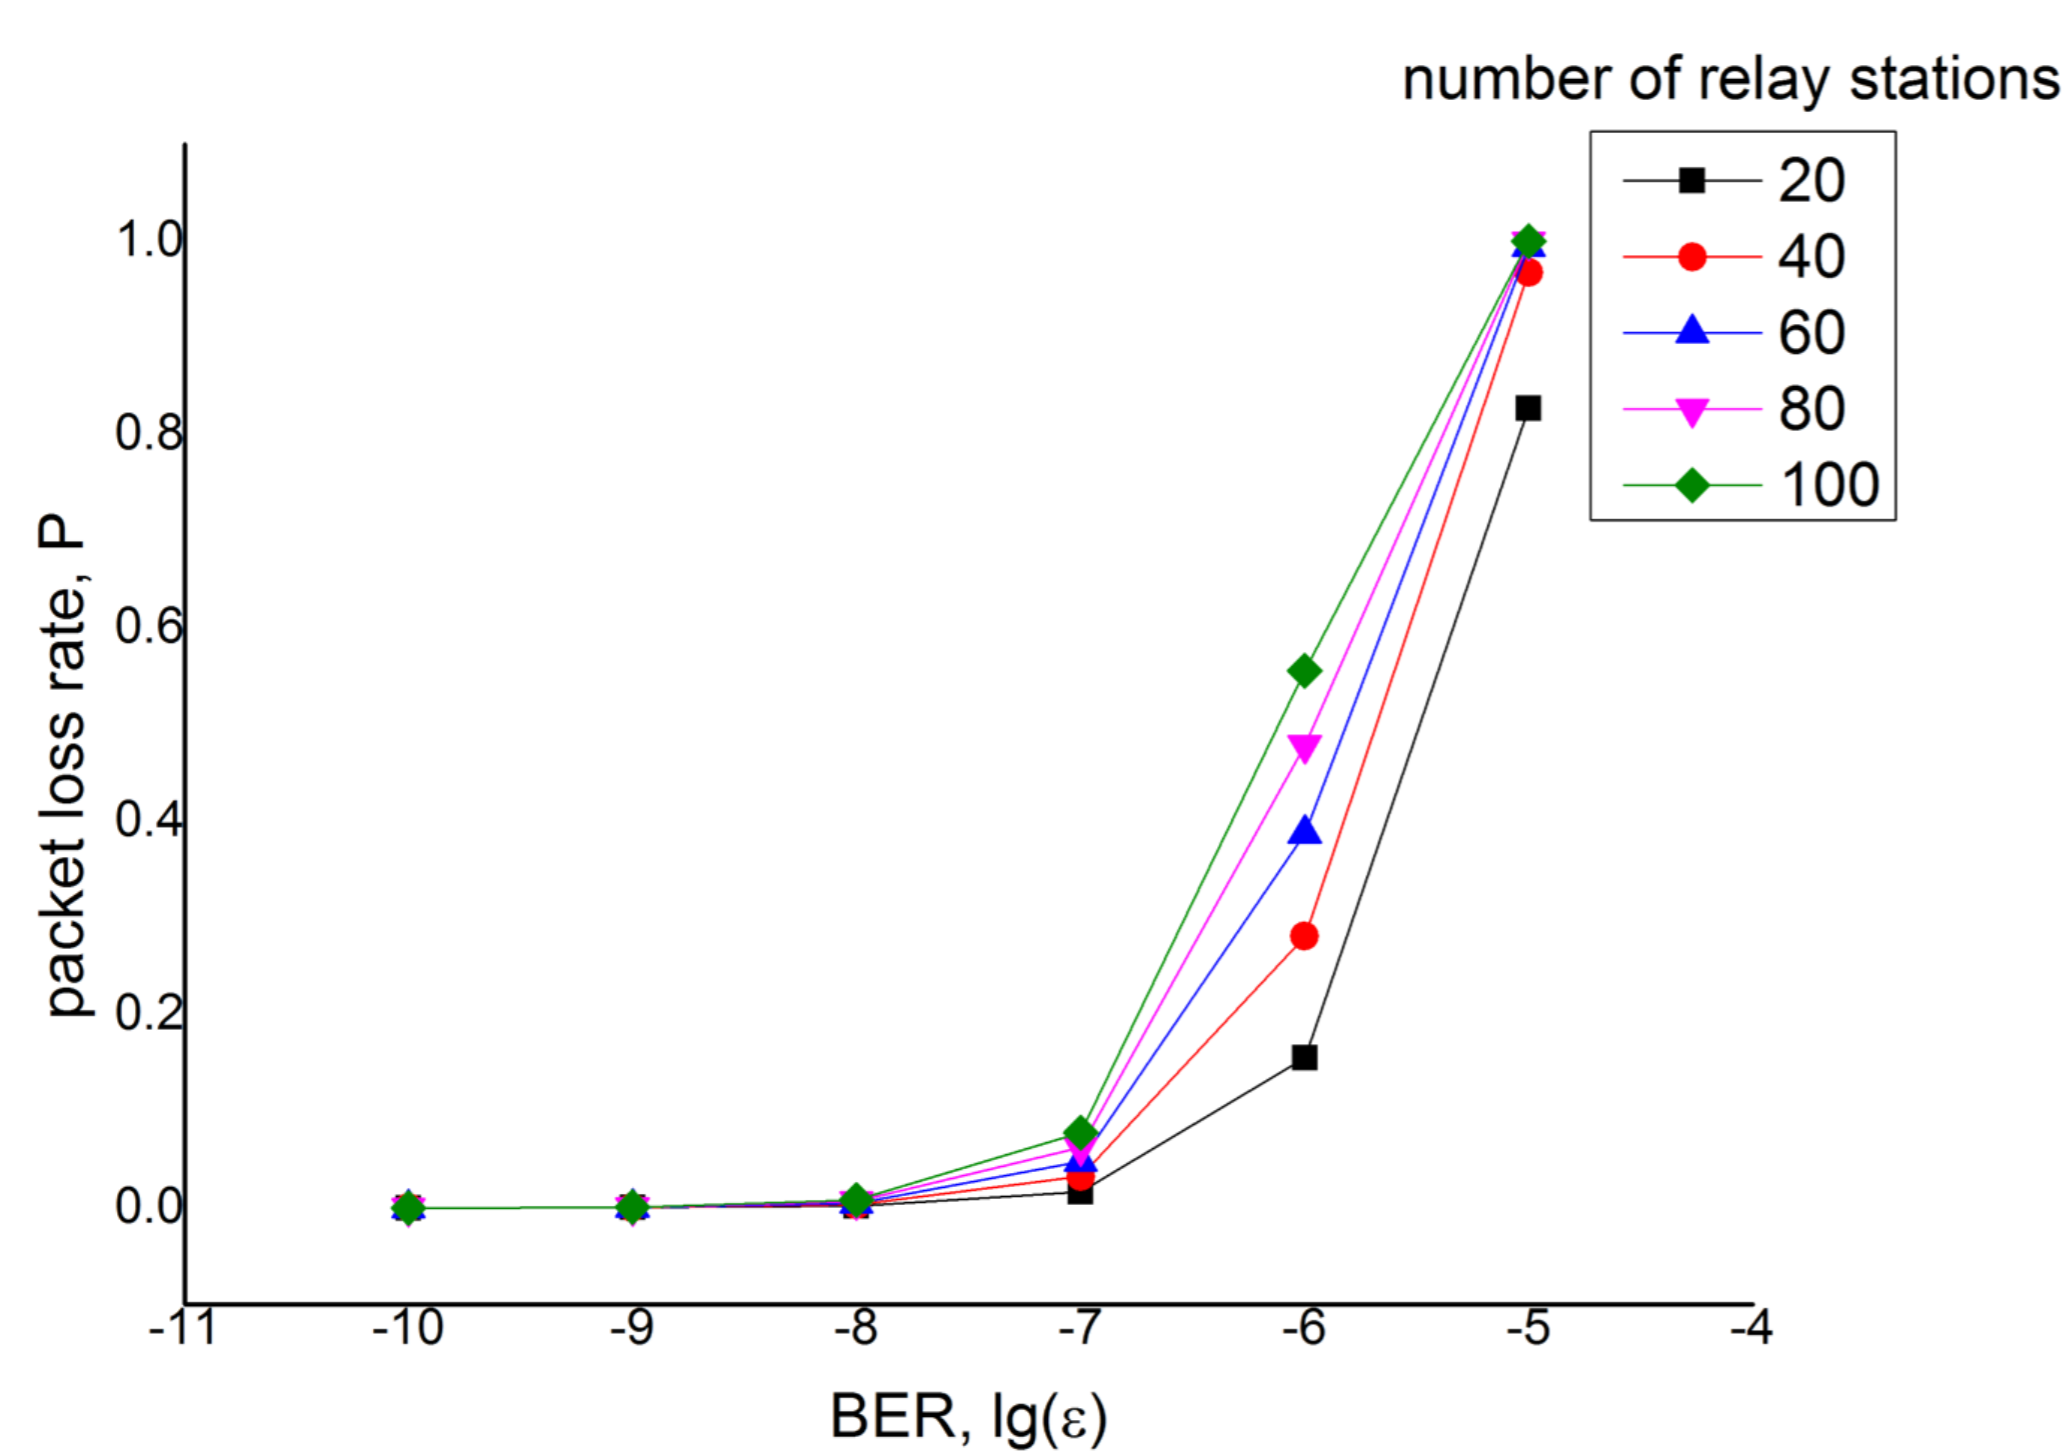 number of relay stations
20
40
60
80
100
1.0
0.8
0.6
0.4
0.2
0.0
packet loss rate, P
-11 -10 -9 -8 -7 -6 -5 -4
BER, lg(ε)